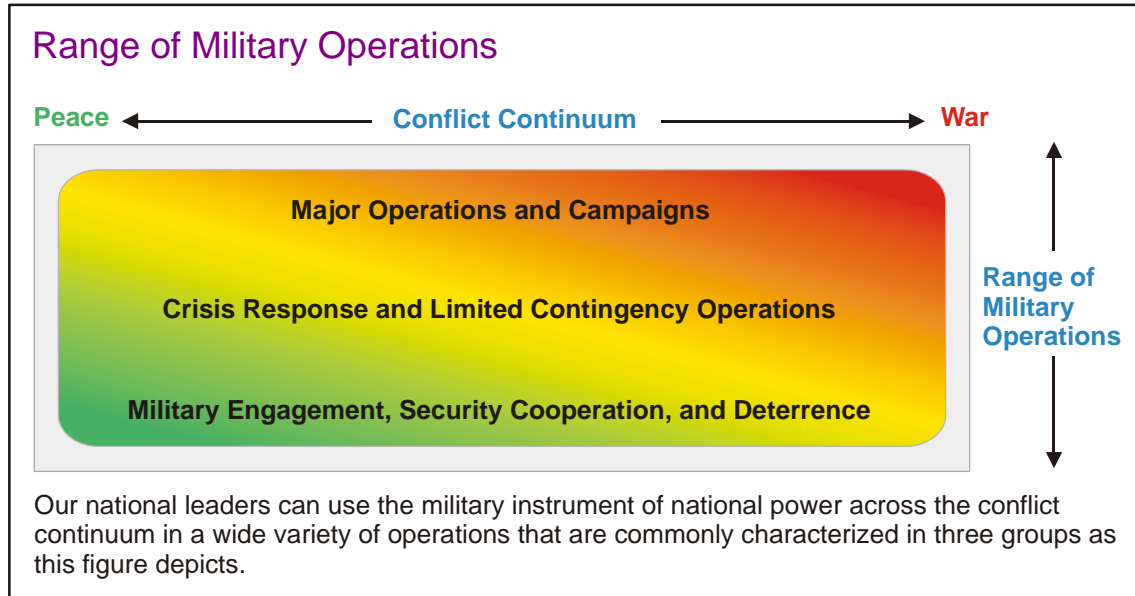 Range of Military Operations
Peace
Conflict Continuum
War
Major Operations and Campaigns
Crisis Response and Limited Contingency Operations
Military Engagement, Security Cooperation, and Deterrence
Range of
Military
Operations
Our national leaders can use the military instrument of national power across the conflict
continuum in a wide variety of operations that are commonly characterized in three groups as
this figure depicts.